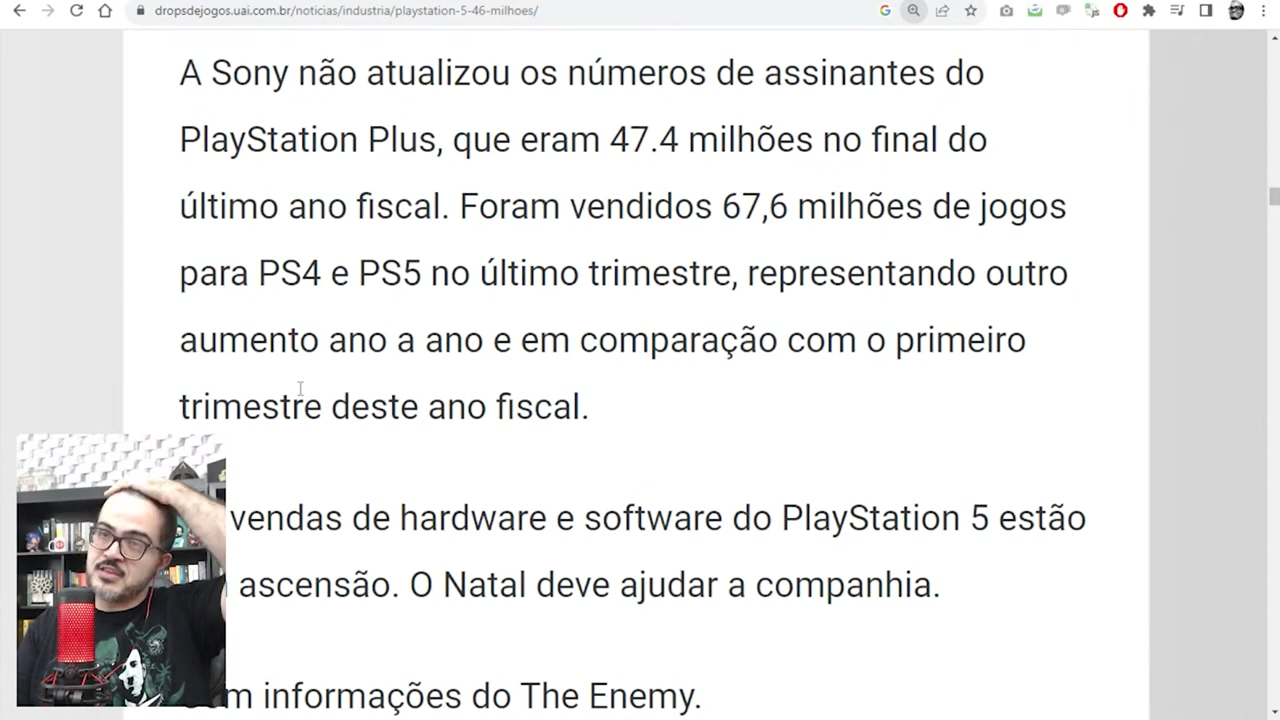 dropsdejogos.uai.com.br/noticias/industria/playstation-5-46-milhoes/
A Sony não atualizou os números de assinantes do
PlayStation Plus, que eram 47.4 milhões no final do
último ano fiscal. Foram vendidos 67,6 milhões de jogos
para PS4 e PS5 no último trimestre, representando outro
aumento ano a ano e em comparação com o primeiro
trimestre deste ano fiscal.
vendas de hardware e software do PlayStation 5 estão
ascensão. O Natal deve ajudar a companhia.
m informações do The Enemy.